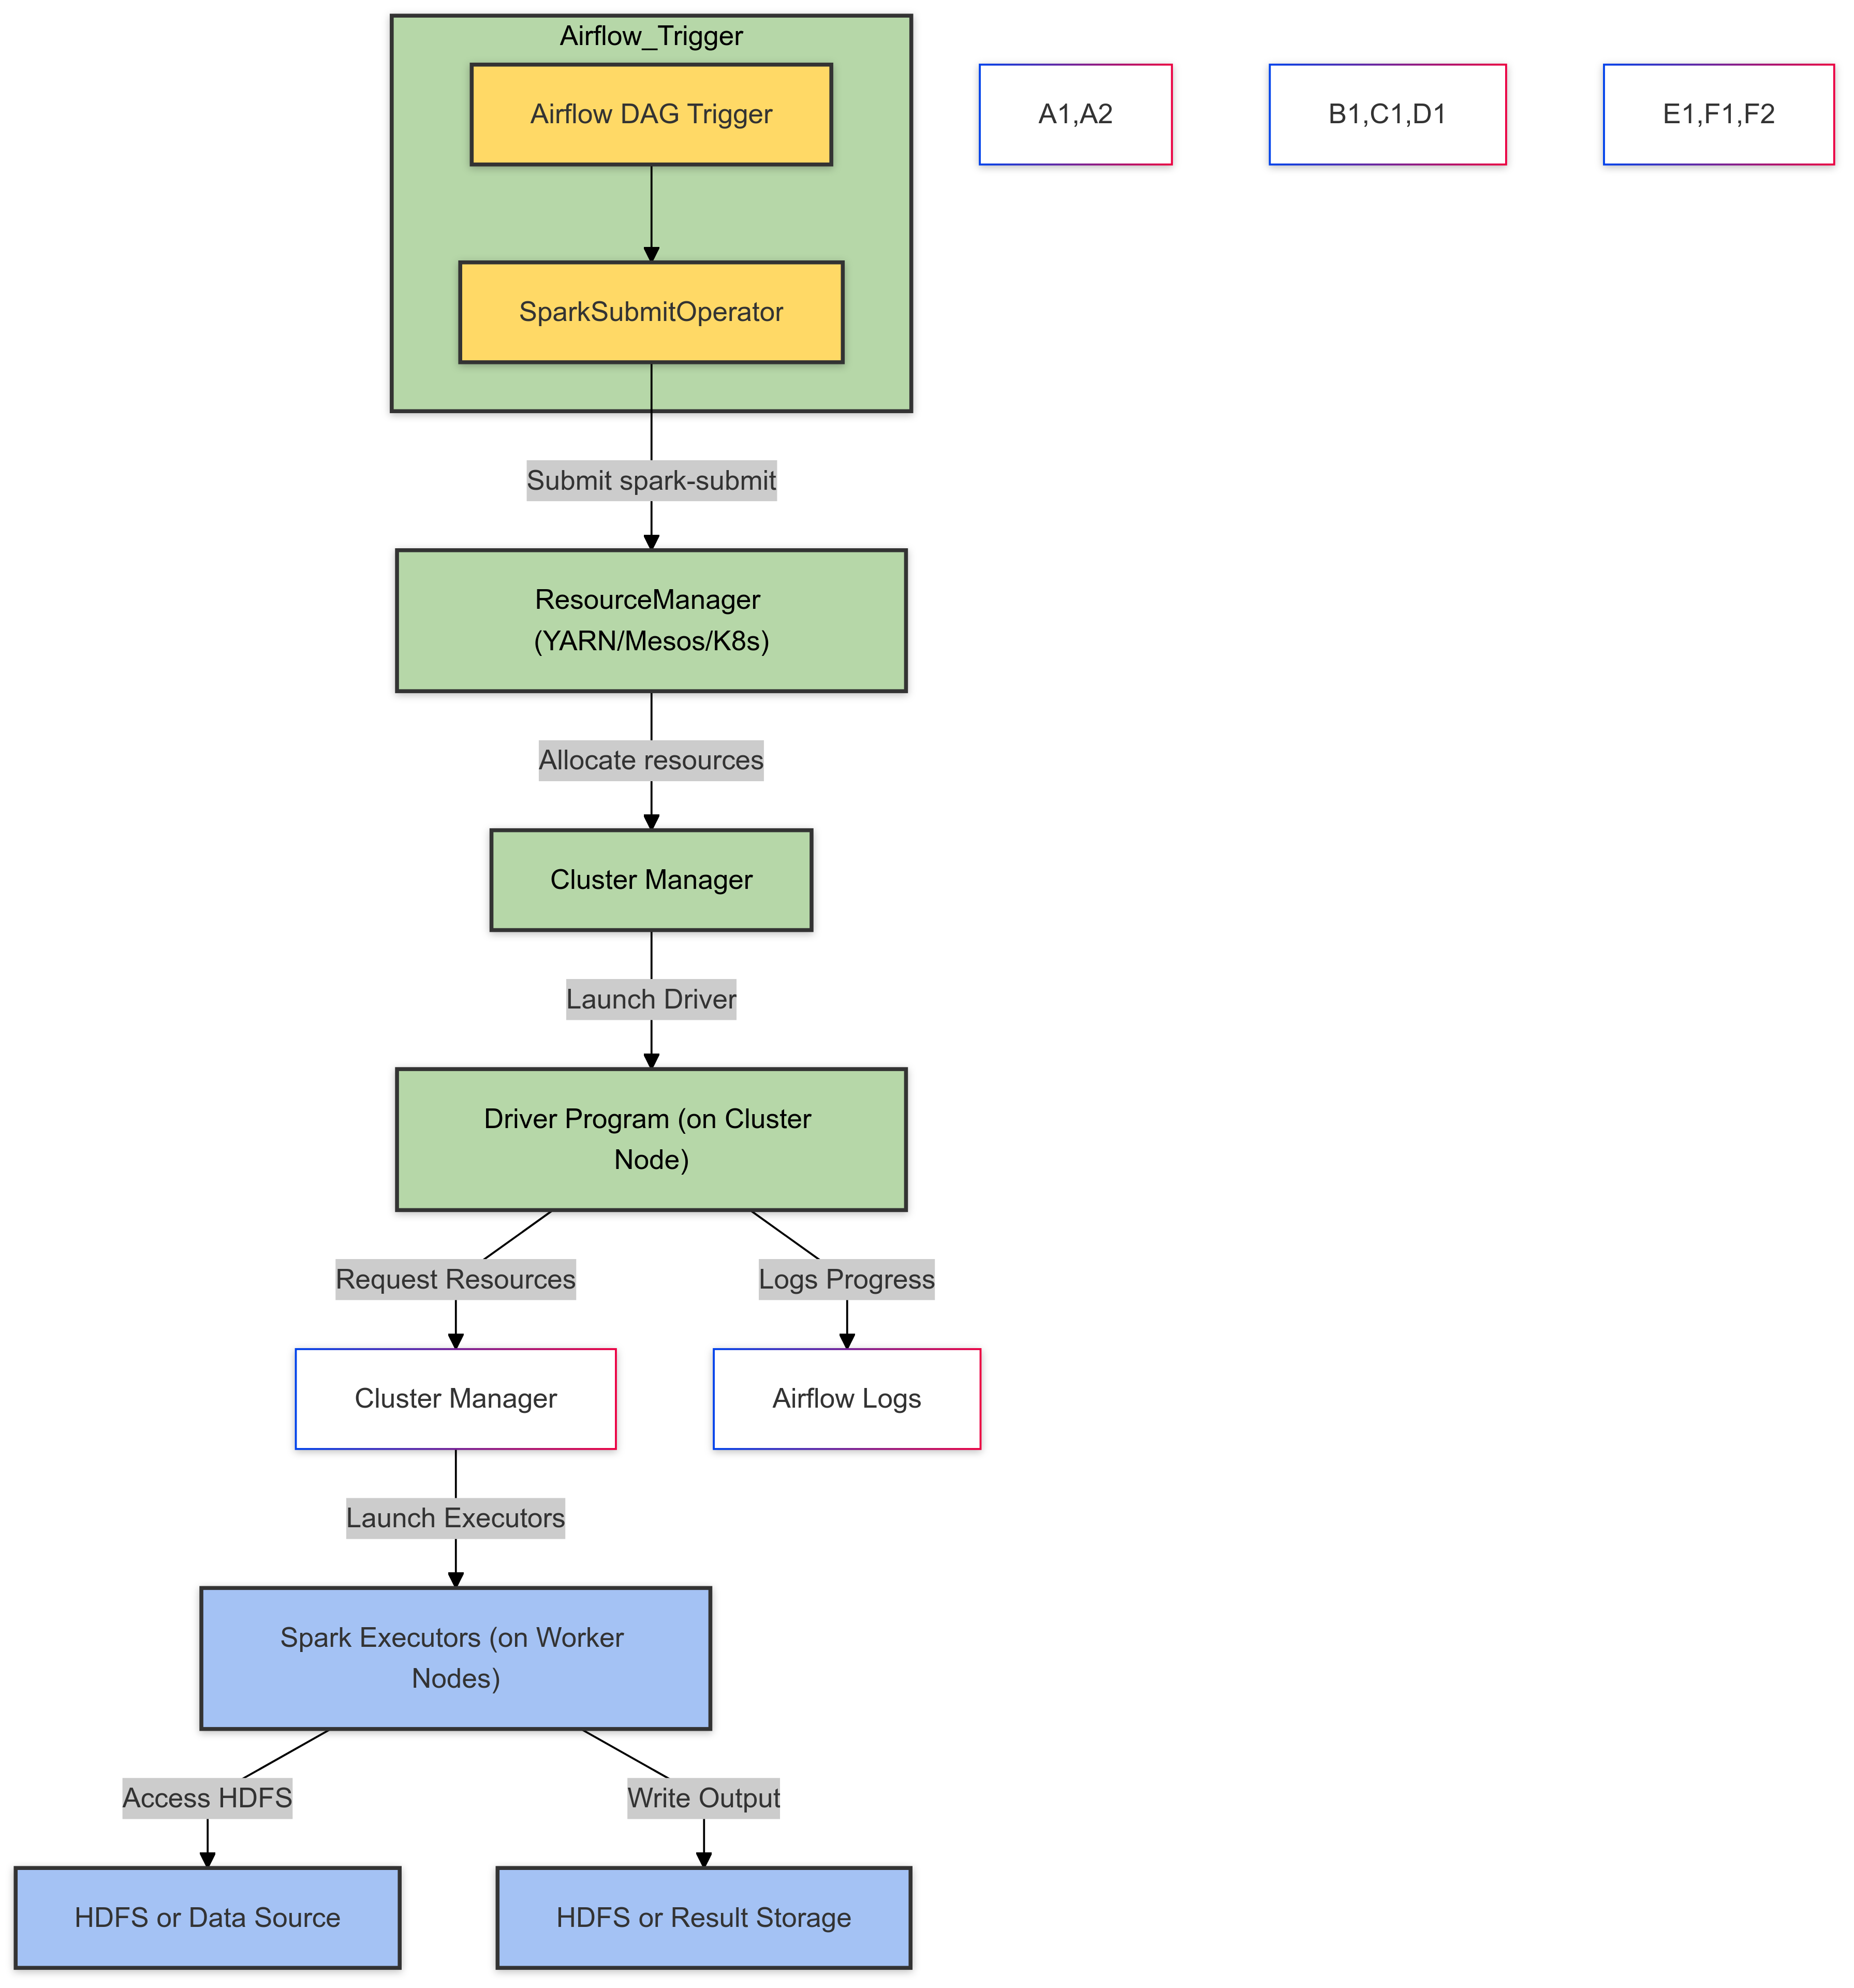 Airflow_Trigger
Airflow DAG Trigger
A1,A2
B1,C1,D1
E1,F1,F2
SparkSubmitOperator
Submit spark-submit
ResourceManager
(YARN/Mesos/K8s)
Allocate resources
Cluster Manager
Launch Driver
Driver Program (on Cluster
Node)
Request Resources
Logs Progress
Cluster Manager
Airflow Logs
Launch Executors
Spark Executors (on Worker
Nodes)
Access HDFS
Write Output
HDFS or Data Source
HDFS or Result Storage